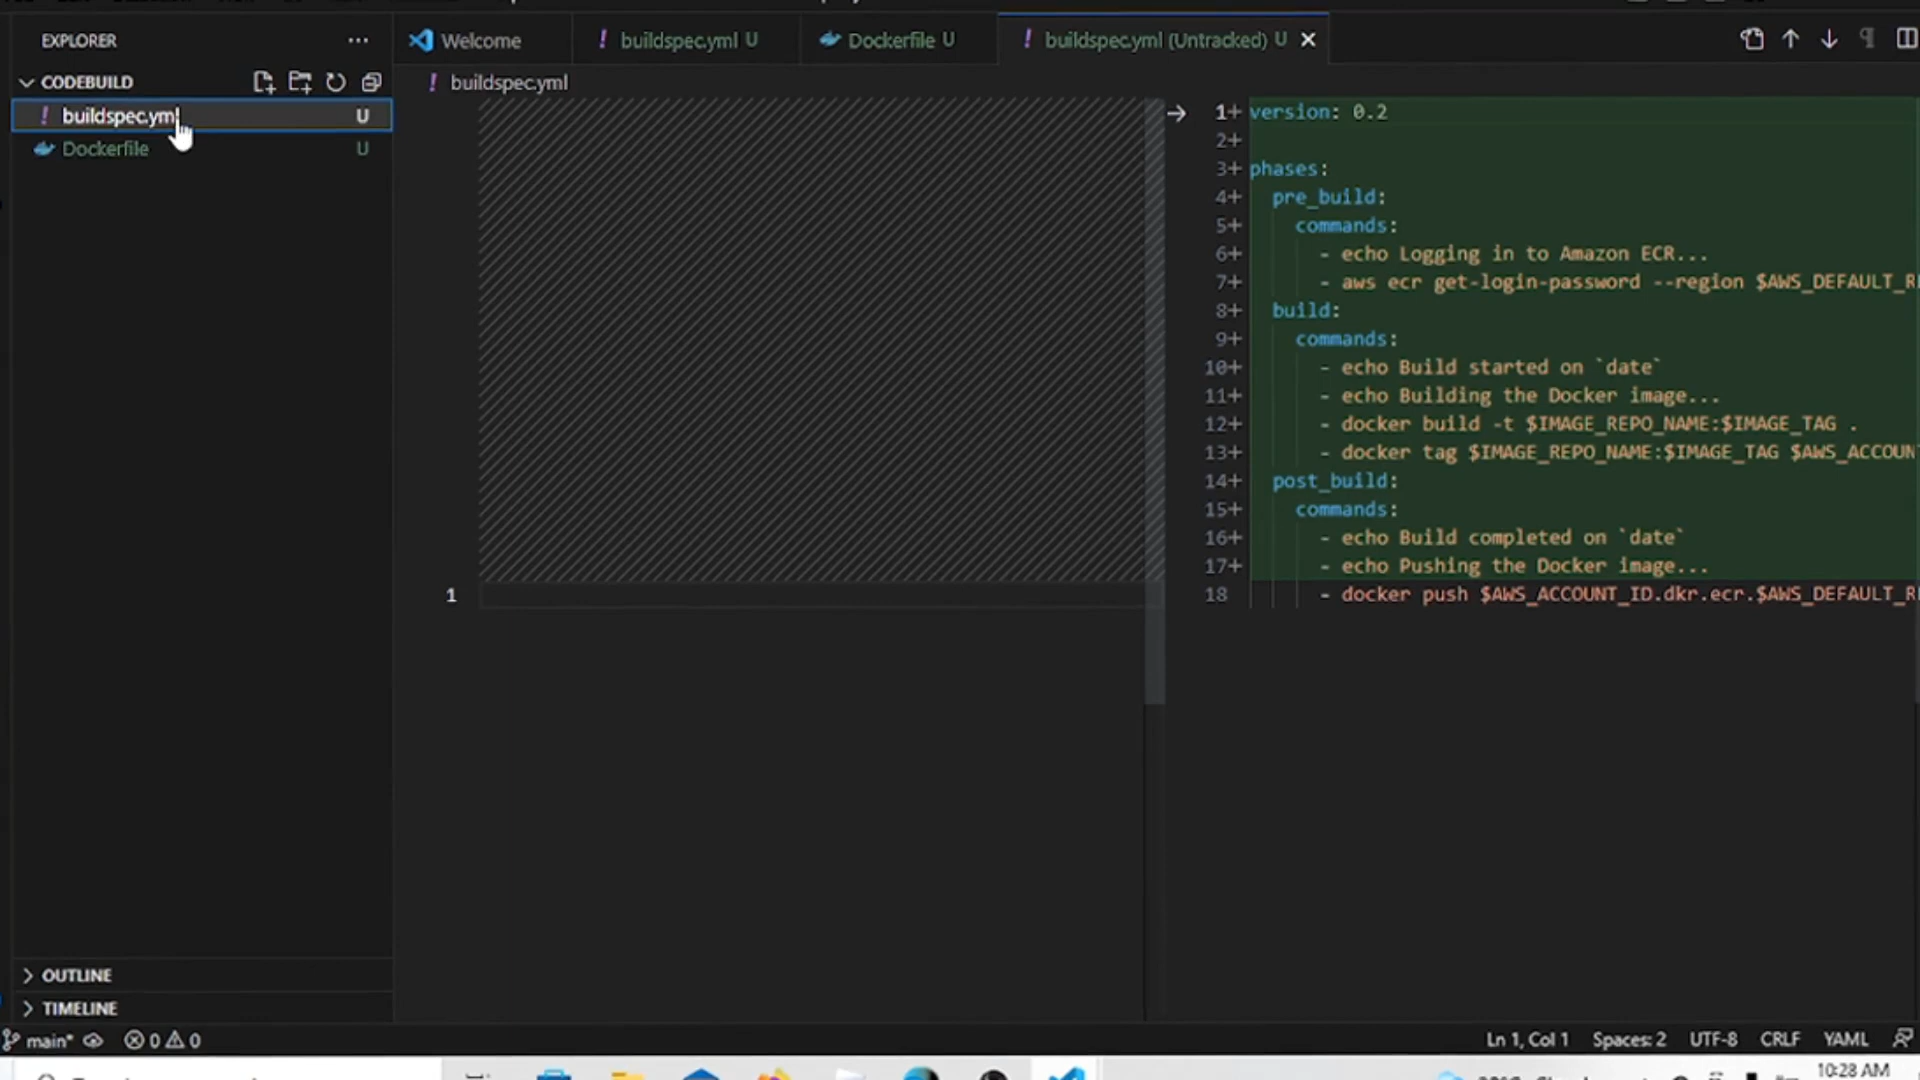 EXPLORER
CODEBUILD
buildspec.yml U
Dockerfile U
OUTLINE
TIMELINE
Welcome
buildspec.yml U
Dockerfile U
buildspec.yml (Untracked) U
buildspec.yml
1
1+ version: 0.2
2+
3+ phases:
4+ pre_build:
5+ commands:
6+ - echo Logging in to Amazon ECR...
7+ - aws ecr get-login-password --region $AWS_DEFAULT_R
8+ build:
9+ commands:
10+ - echo Build started on `date`
11+ - echo Building the Docker image...
12+ - docker build -t $IMAGE_REPO_NAME:$IMAGE_TAG .
13+ - docker tag $IMAGE_REPO_NAME:$IMAGE_TAG $AWS_ACCOUN
14+ post_build:
15+ commands:
16+ - echo Build completed on `date`
17+ - echo Pushing the Docker image...
18 - docker push $AWS_ACCOUNT_ID.dkr.ecr.$AWS_DEFAULT_R
main* 0 0
Ln 1, Col 1 Spaces: 2 UTF-8 CRLF YAML
10:28 AM